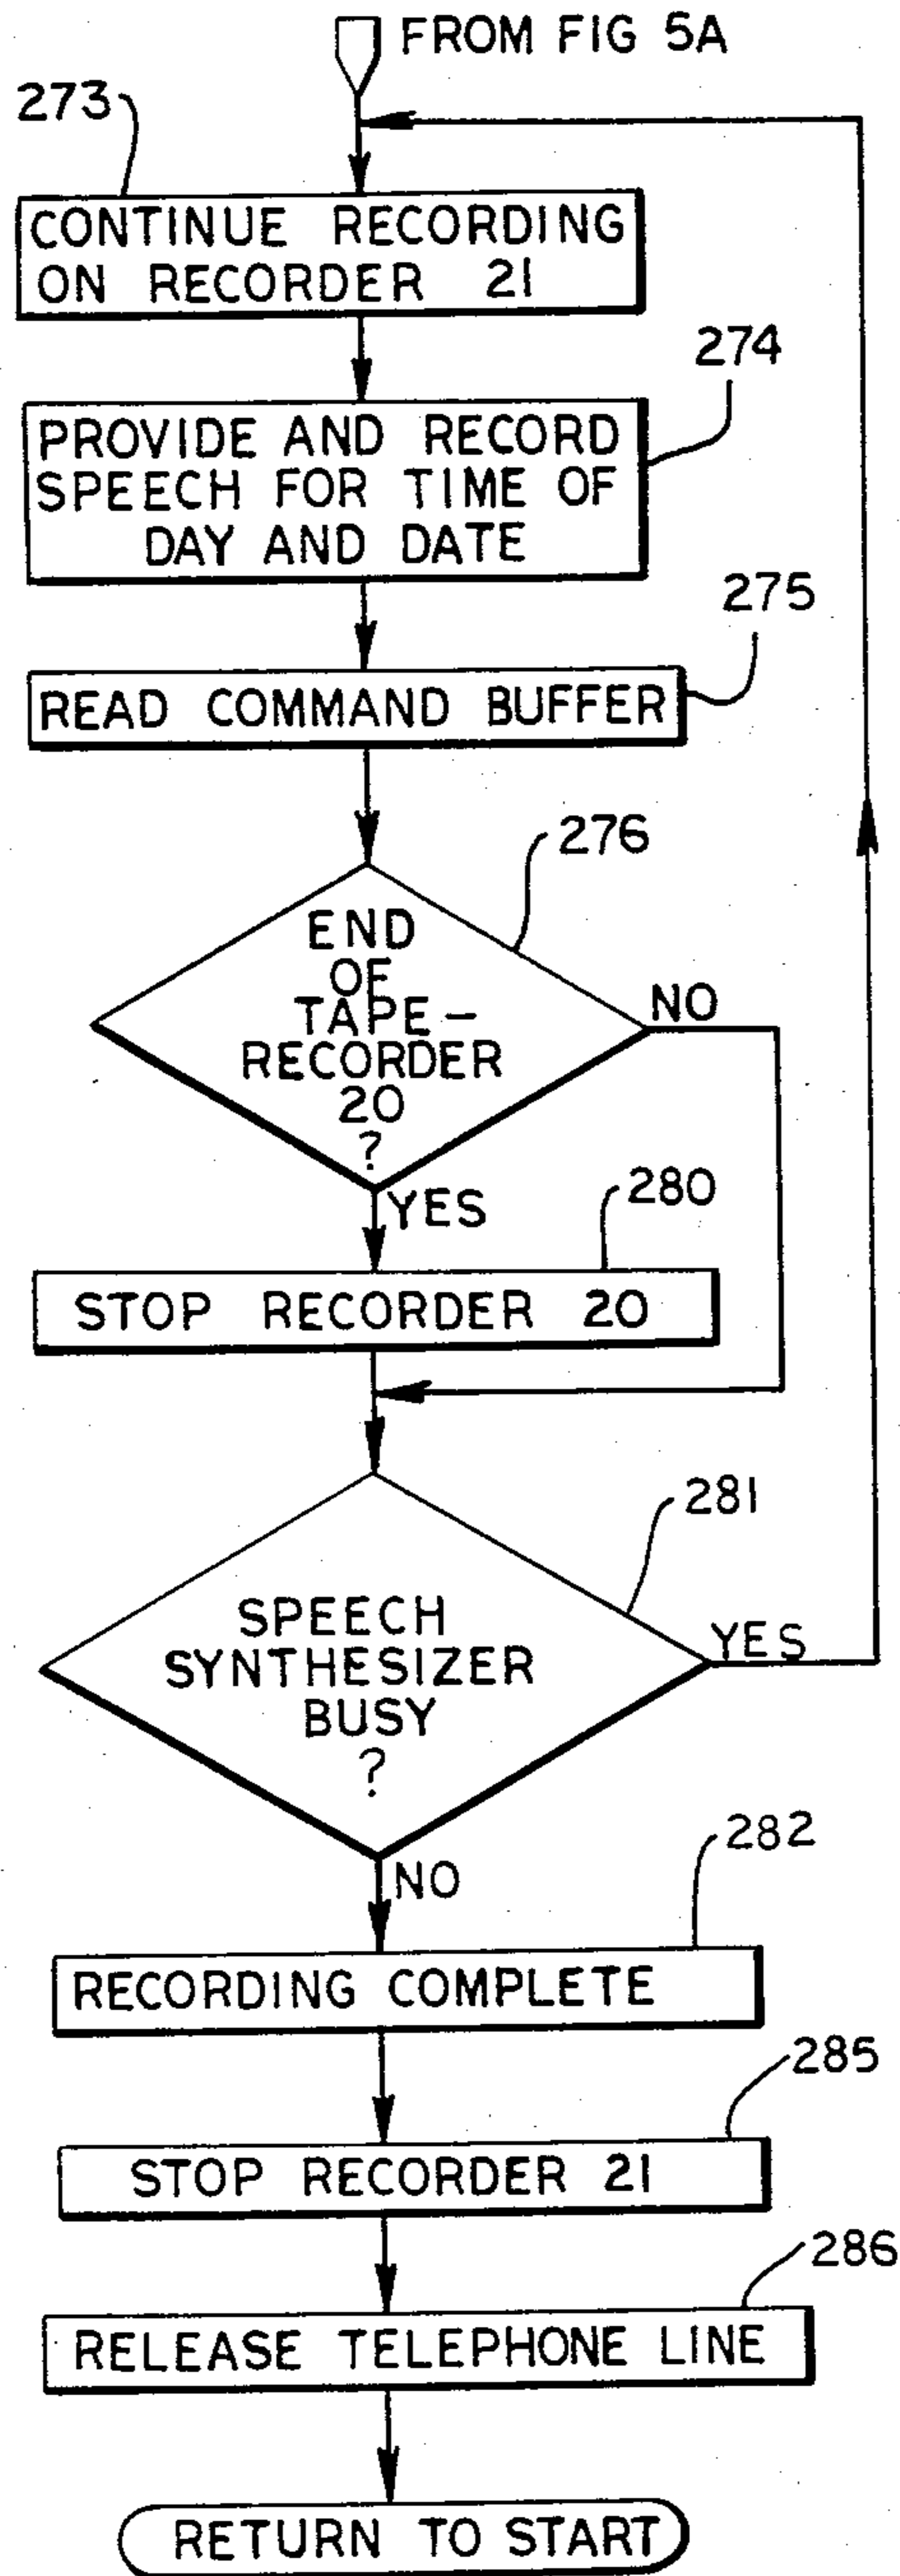 FROM FIG 5A
273
CONTINUE RECORDING
ON RECORDER 21
274
PROVIDE AND RECORD
SPEECH FOR TIME OF
DAY AND DATE
275
READ COMMAND BUFFER
276
END
OF
TAPE-
RECORDER
20
?
NO
YES
280
STOP RECORDER 20
281
SPEECH
SYNTHESIZER
BUSY
?
YES
NO
282
RECORDING COMPLETE
285
STOP RECORDER 21
286
RELEASE TELEPHONE LINE
RETURN TO START